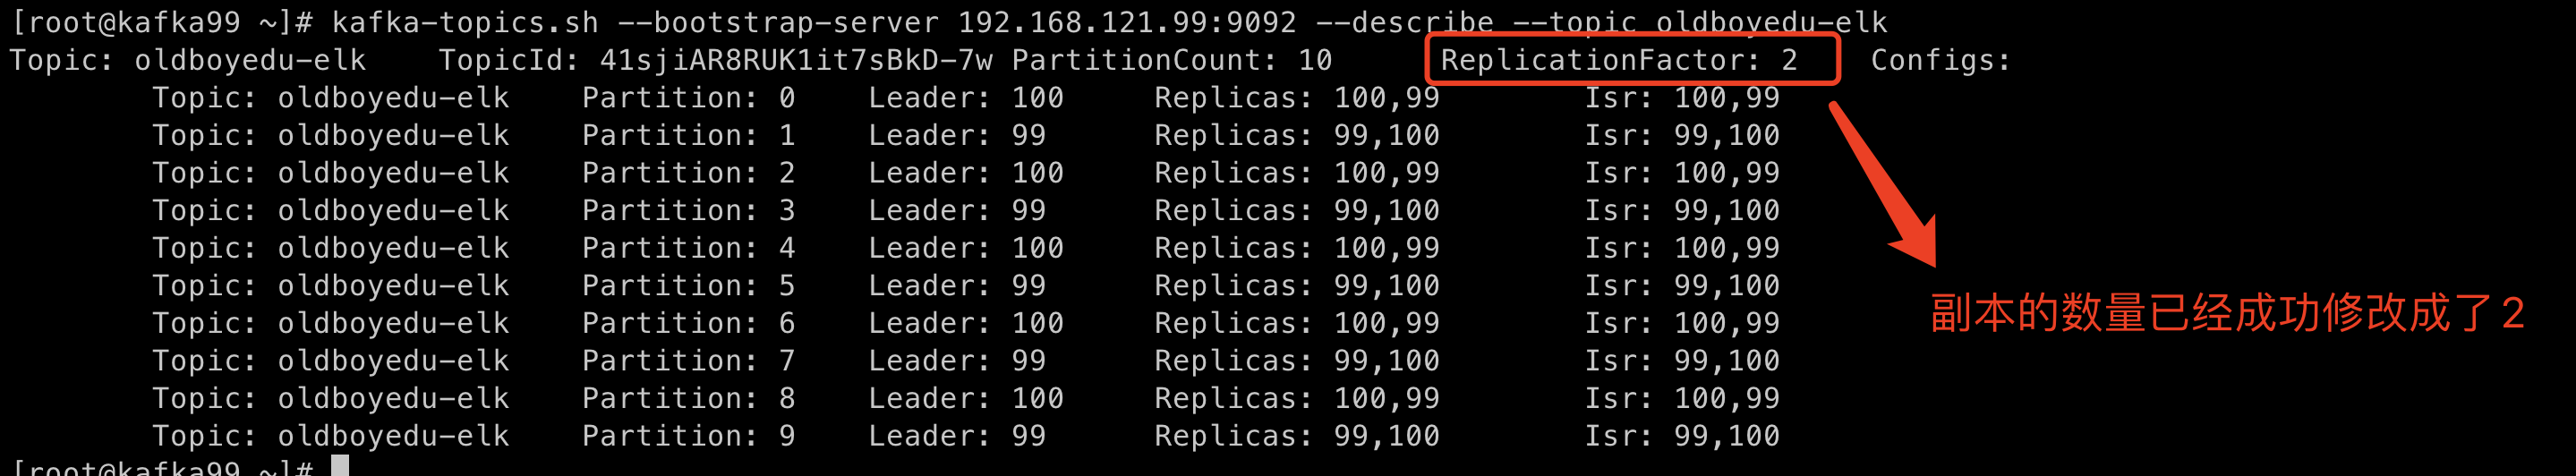 [root@kafka99 ~]# kafka-topics.sh --bootstrap-server 192.168.121.99:9092 --describe --topic oldboyedu-elk
Topic: oldboyedu-elk TopicId: 41sjiAR8RUK1it7sBkD-7w PartitionCount: 10 ReplicationFactor: 2 Configs:
Topic: oldboyedu-elk Partition: 0 Leader: 100 Replicas: 100,99 Isr: 100,99
Topic: oldboyedu-elk Partition: 1 Leader: 99 Replicas: 99,100 Isr: 99,100
Topic: oldboyedu-elk Partition: 2 Leader: 100 Replicas: 100,99 Isr: 100,99
Topic: oldboyedu-elk Partition: 3 Leader: 99 Replicas: 99,100 Isr: 99,100
Topic: oldboyedu-elk Partition: 4 Leader: 100 Replicas: 100,99 Isr: 100,99
Topic: oldboyedu-elk Partition: 5 Leader: 99 Replicas: 99,100 Isr: 99,100
副本的数量已经成功修改成了2
Topic: oldboyedu-elk Partition: 6 Leader: 100 Replicas: 100,99 Isr: 100,99
Topic: oldboyedu-elk Partition: 7 Leader: 99 Replicas: 99,100 Isr: 99,100
Topic: oldboyedu-elk Partition: 8 Leader: 100 Replicas: 100,99 Isr: 100,99
Topic: oldboyedu-elk Partition: 9 Leader: 99 Replicas: 99,100 Isr: 99,100
[root@kafka99 ~]#